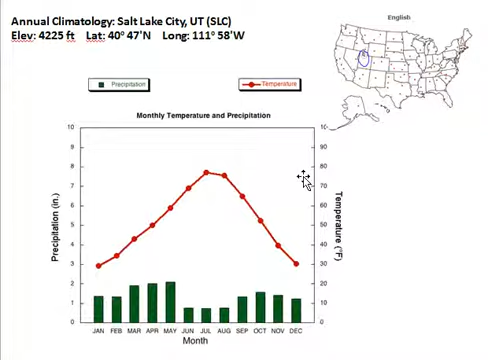 Annual Climatology: Salt Lake City, UT (SLC)
Elev: 4225 ft Lat: 40° 47'N Long: 111° 58'W
English
Precipitation
Temperature
Monthly Temperature and Precipitation
10
9
8
7
6
5
4
3
2
1
0
Precipitation (in.)
10
90
80
70
60
50
40
30
20
10
0
Temperature (°F)
JAN FEB MAR APR MAY JUN JUL AUG SEP OCT NOV DEC
Month